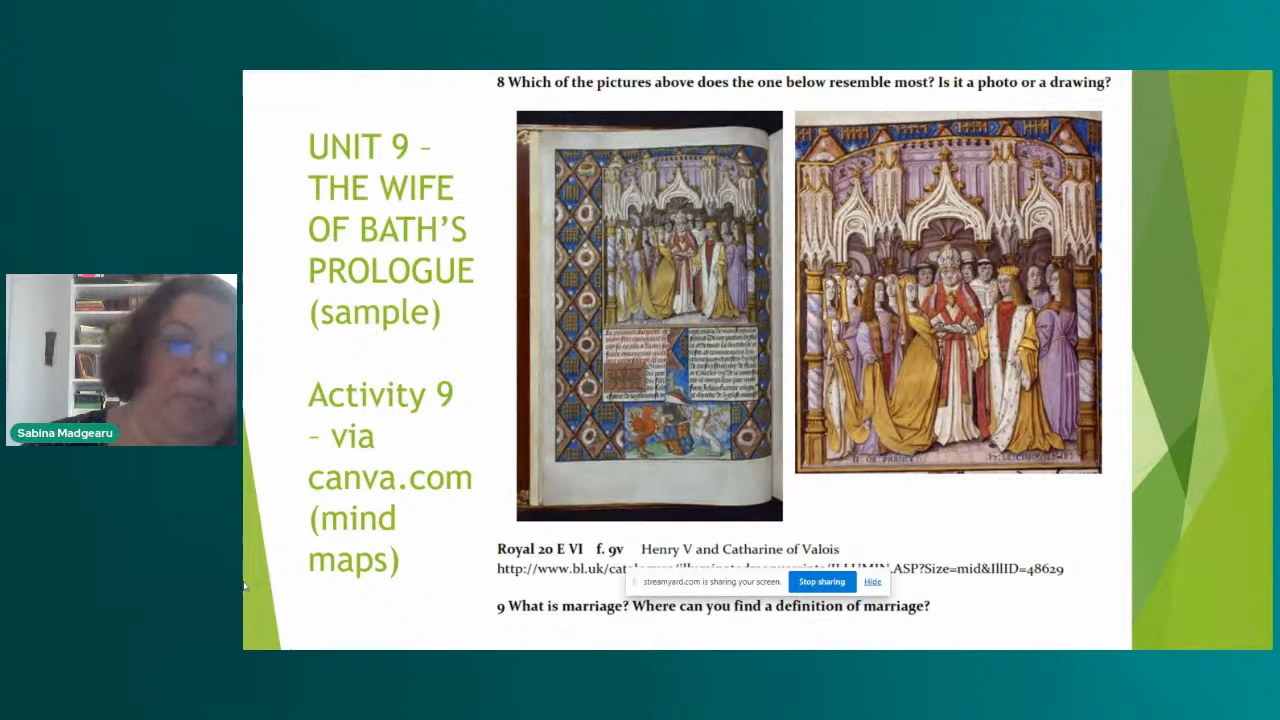 8 Which of the pictures above does the one below resemble most? Is it a photo or a drawing?
UNIT 9 –
THE WIFE
OF BATH’S
PROLOGUE
(sample)
Activity 9
– via
canva.com
(mind
maps)
Sabina Madgearu
Royal 20 E VI f. 9v Henry V and Catharine of Valois
http://www.bl.uk/cat
ILLUMIN.ASP?Size=mid&IllID=48629
streamyard.com is sharing your screen. Stop sharing Hide
9 What is marriage? Where can you find a definition of marriage?